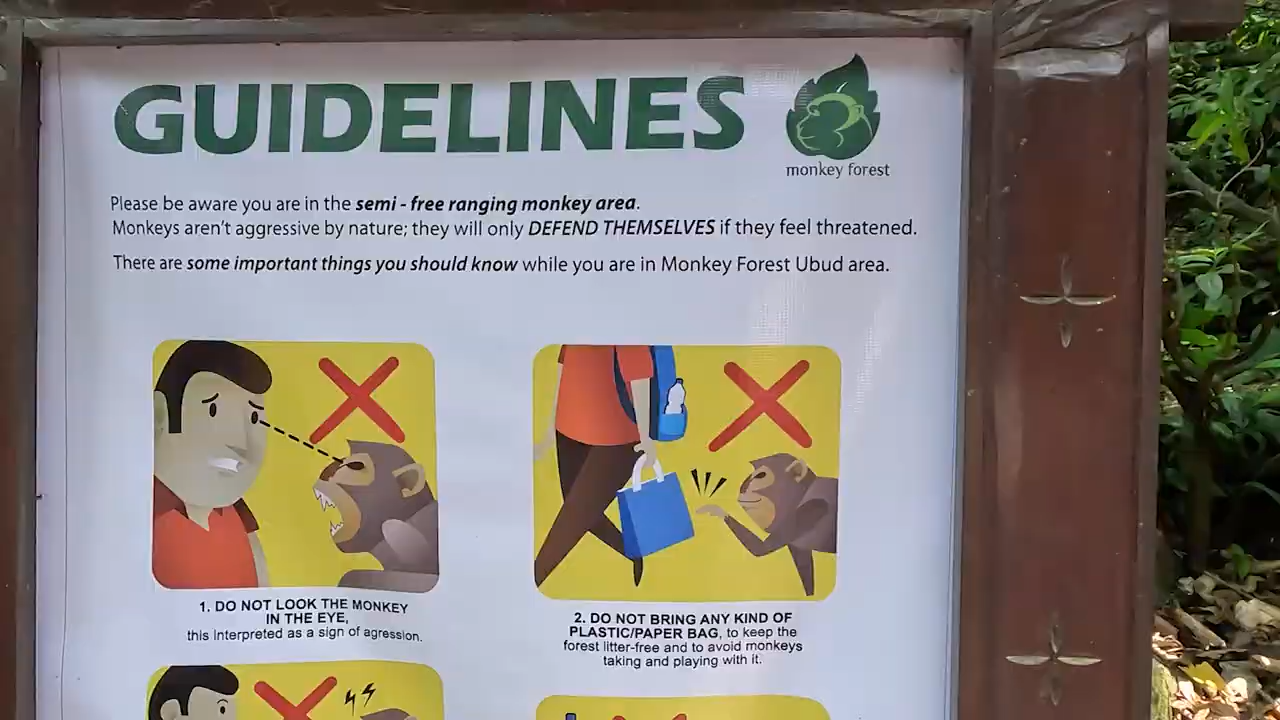 GUIDELINES
monkey forest
Please be aware you are in the semi - free ranging monkey area.
Monkeys aren't aggressive by nature; they will only DEFEND THEMSELVES if they feel threatened.
There are some important things you should know while you are in Monkey Forest Ubud area.
1. DO NOT LOOK THE MONKEY
IN THE EYE,
this interpreted as a sign of agression.
2. DO NOT BRING ANY KIND OF
PLASTIC/PAPER BAG, to keep the
forest litter-free and to avoid monkeys
taking and playing with it.